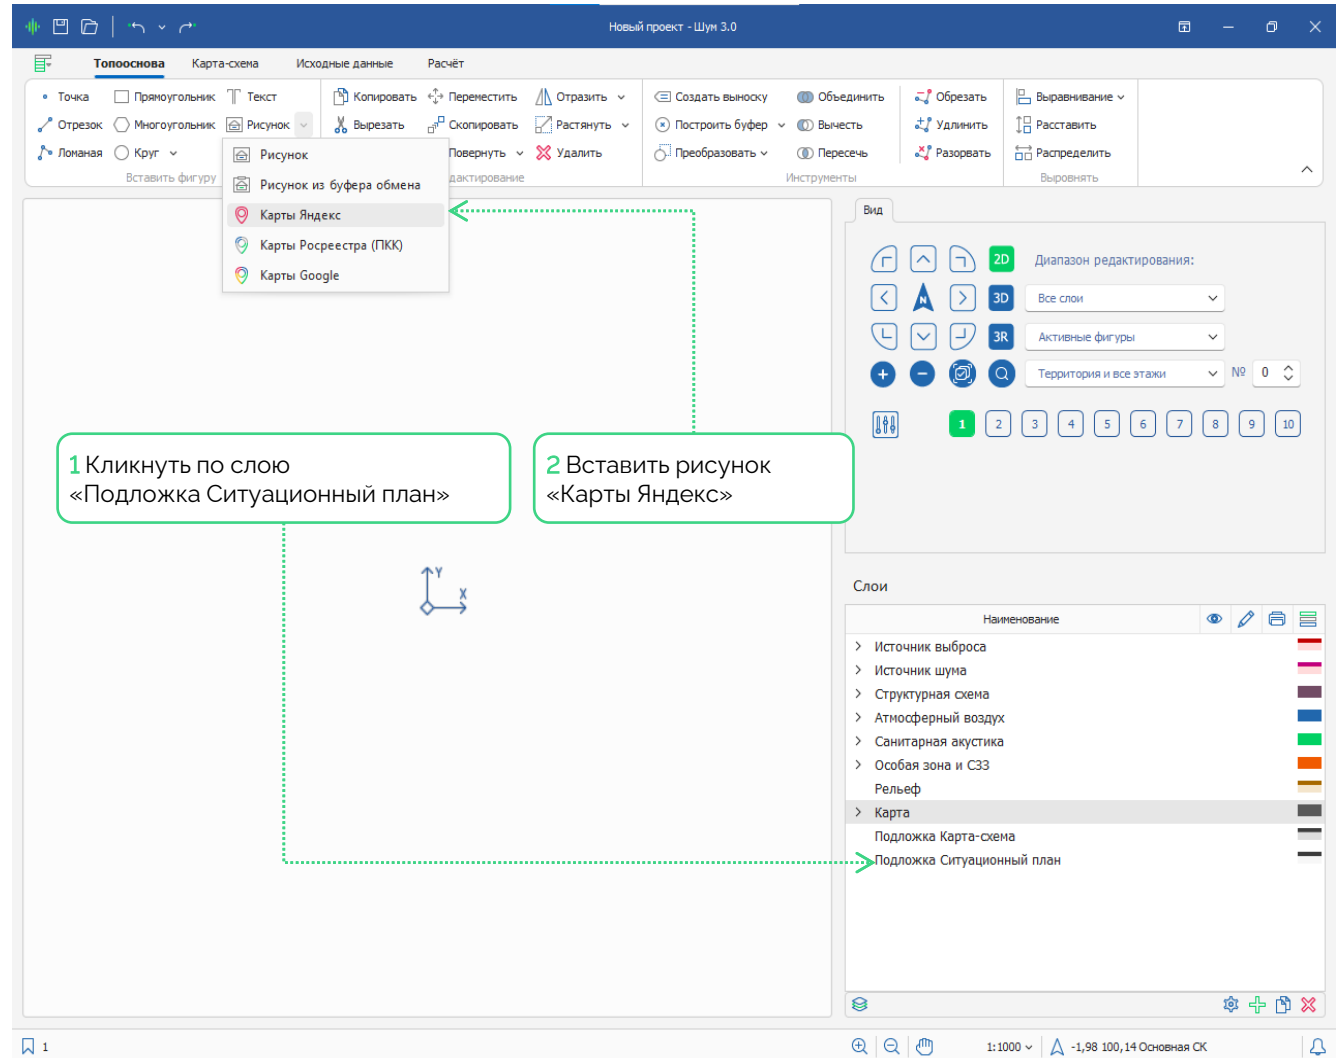 Новый проект - Шум 3.0
Топооснова Карта-схема Исходные данные Расчёт
Точка Прямоугольник Текст Копировать Переместить Отразить Создать выноску Объединить Обрезать Выравнивание
Отрезок Многоугольник Рисунок Вырезать Скопировать Растянуть Построить буфер Вычесть Удлинить Расставить
Ломаная Круг Повернуть Удалить Преобразовать Пересечь Разорвать Распределить
Вставить фигуру дактирование Инструменты Выровнять
Рисунок
Рисунок из буфера обмена
Карты Яндекс
Карты Росреестра (ПКК)
Карты Google
Вид
2D Диапазон редактирования:
N 3D Все слои
3R Активные фигуры
Территория и все этажи № 0
1 2 3 4 5 6 7 8 9 10
1 Кликнуть по слою
«Подложка Ситуационный план»
2 Вставить рисунок
«Карты Яндекс»
Y
X
Слои
Наименование
Источник выброса
Источник шума
Структурная схема
Атмосферный воздух
Санитарная акустика
Особая зона и СЗЗ
Рельеф
Карта
Подложка Карта-схема
Подложка Ситуационный план
1 1:1000 -1,98 100,14 Основная СК